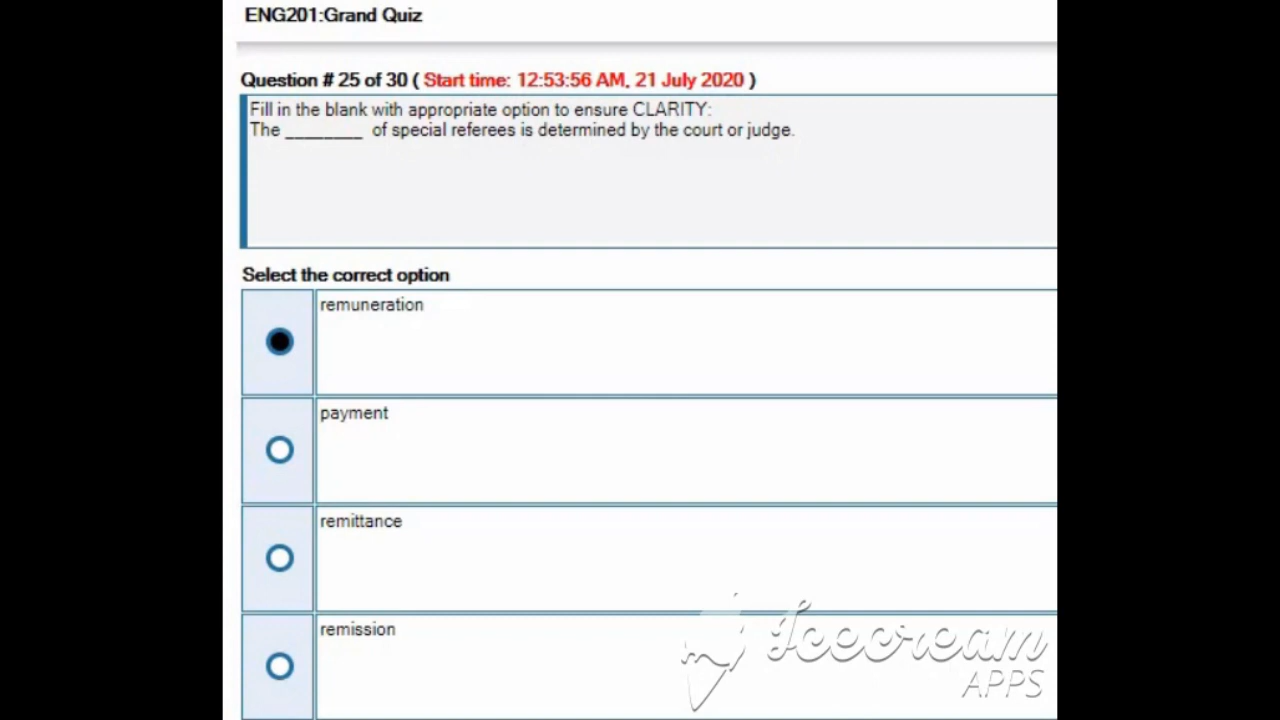 ENG201:Grand Quiz
Question # 25 of 30 ( Start time: 12:53:56 AM, 21 July 2020 )
Fill in the blank with appropriate option to ensure CLARITY:
The ________ of special referees is determined by the court or judge.
Select the correct option
remuneration
payment
remittance
remission
Icecream
APPS